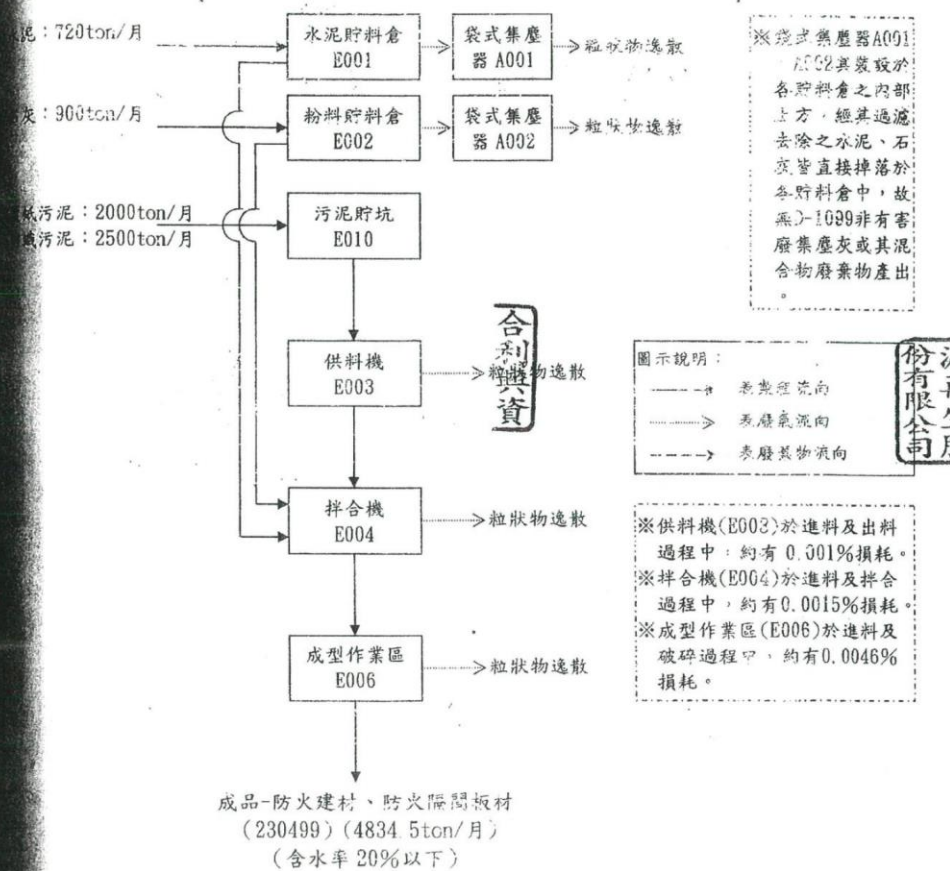 泥：720ton/月
水泥貯料倉
E001
袋式集塵
器 A001
粒狀物逸散
灰：900ton/月
粉料貯料倉
E002
袋式集塵
器 A002
粒狀物逸散
※袋式集塵器A001
A002其裝設於
各貯料倉之內部
上方，經其過濾
去除之水泥、石
灰皆直接掉落於
各貯料倉中，故
無D-1099非有害
廢集塵灰或其混
合物廢棄物產出
。
紙污泥：2000ton/月
污泥：2500ton/月
污泥貯坑
E010
供料機
E003
粒狀物逸散
合利興資
圖示說明：
表製程流向
表廢氣流向
表廢棄物流向
份有限公司
拌合機
E004
粒狀物逸散
※供料機(E003)於進料及出料
過程中，約有 0.001%損耗。
※拌合機(E004)於進料及拌合
過程中，約有0.0015%損耗。
※成型作業區(E006)於進料及
破碎過程中，約有0.0046%
損耗。
成型作業區
E006
粒狀物逸散
成品-防火建材、防火隔間板材
(230499)(4834.5ton/月)
(含水率 20%以下)